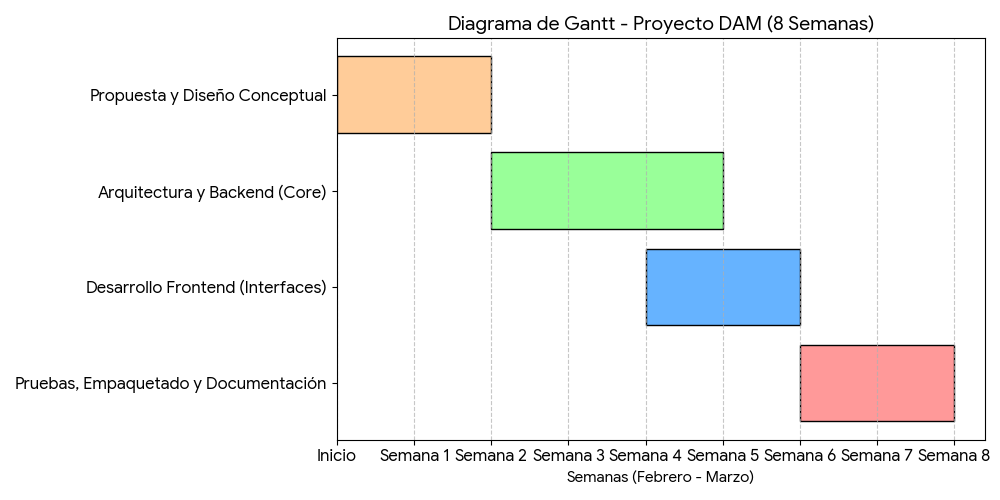 Diagrama de Gantt - Proyecto DAM (8 Semanas)
Propuesta y Diseño Conceptual
Arquitectura y Backend (Core)
Desarrollo Frontend (Interfaces)
Pruebas, Empaquetado y Documentación
Inicio Semana 1 Semana 2 Semana 3 Semana 4 Semana 5 Semana 6 Semana 7 Semana 8
Semanas (Febrero - Marzo)